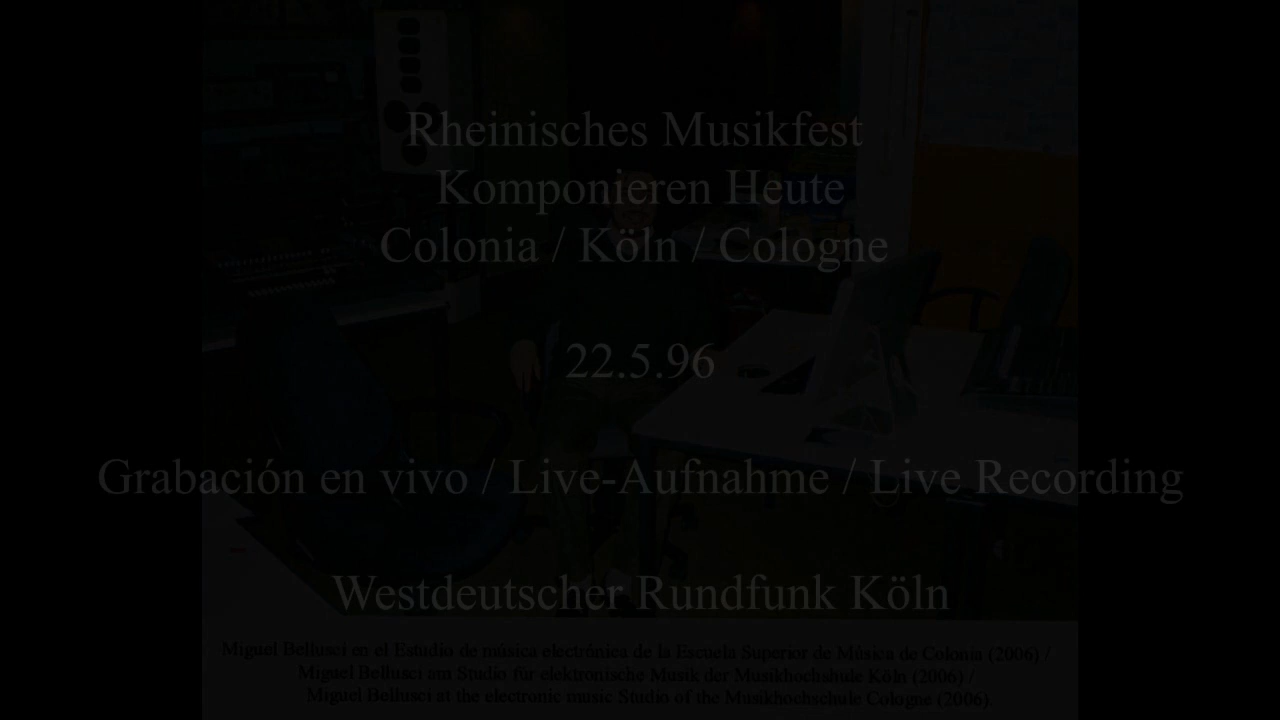 Rheinisches Musikfest
Komponieren Heute
Colonia / Köln / Cologne
22.5.96
Grabación en vivo / Live-Aufnahme / Live Recording
Westdeutscher Rundfunk Köln
Miguel Bellusci en el Estudio de música electrónica de la Escuela Superior de Música de Colonia (2006) /
Miguel Bellusci am Studio für elektronische Musik der Musikhochshule Köln (2006) /
Miguel Bellusci at the electronic music Studio of the Musikhochschule Cologne (2006).